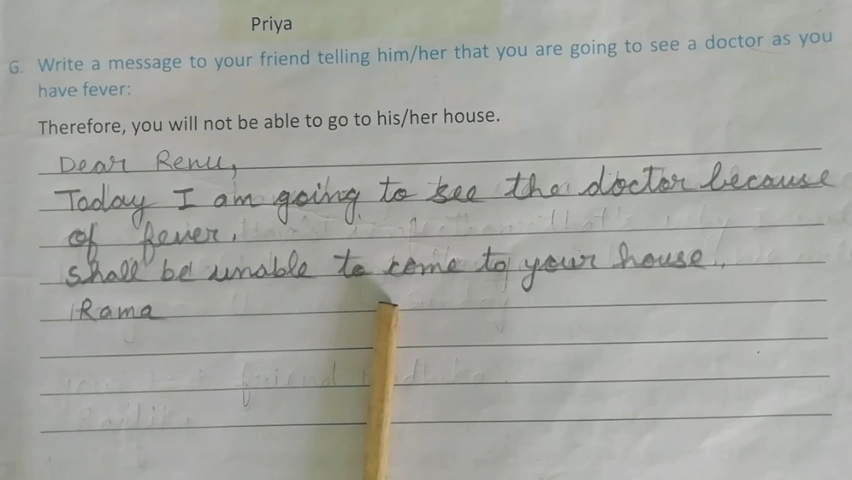 Priya
G. Write a message to your friend telling him/her that you are going to see a doctor as you
have fever:
Therefore, you will not be able to go to his/her house.
Dear Renu,
Today I am going to see the doctor because
of fever.
shall be unable to come to your house.
Rama
friend